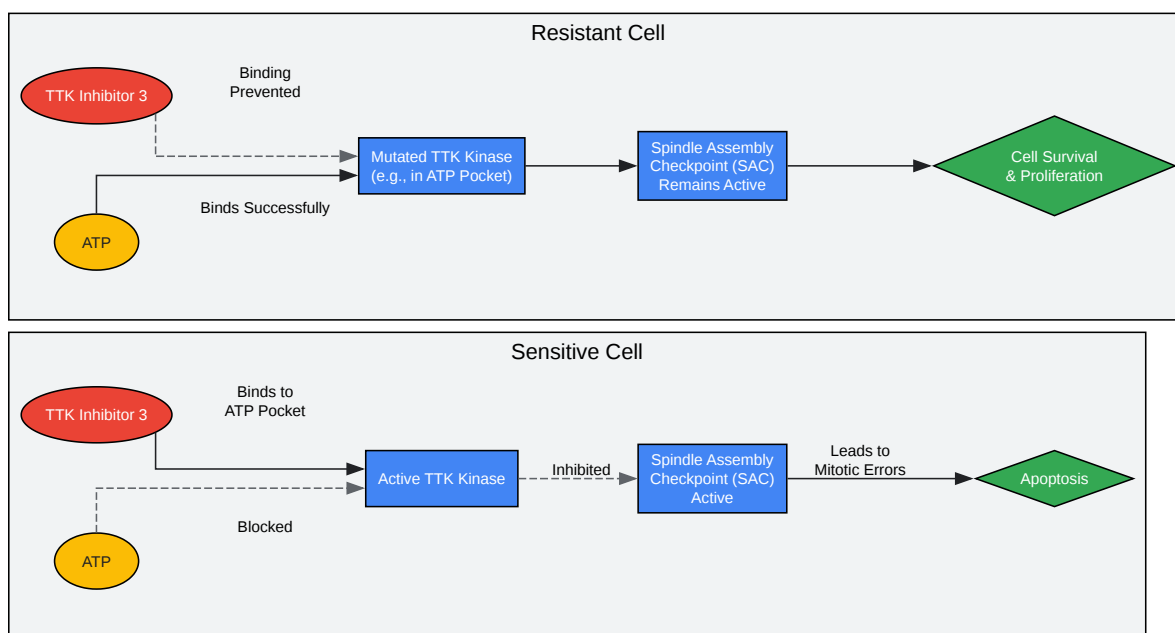 Resistant Cell
TTK Inhibitor 3
Binding
Prevented
Mutated TTK Kinase
(e.g., in ATP Pocket)
Spindle Assembly
Checkpoint (SAC)
Remains Active
Cell Survival
& Proliferation
Binds Successfully
ATP
Sensitive Cell
TTK Inhibitor 3
Binds to
ATP Pocket
Active TTK Kinase
Inhibited
Spindle Assembly
Checkpoint (SAC)
Active
Leads to
Mitotic Errors
Apoptosis
Blocked
ATP